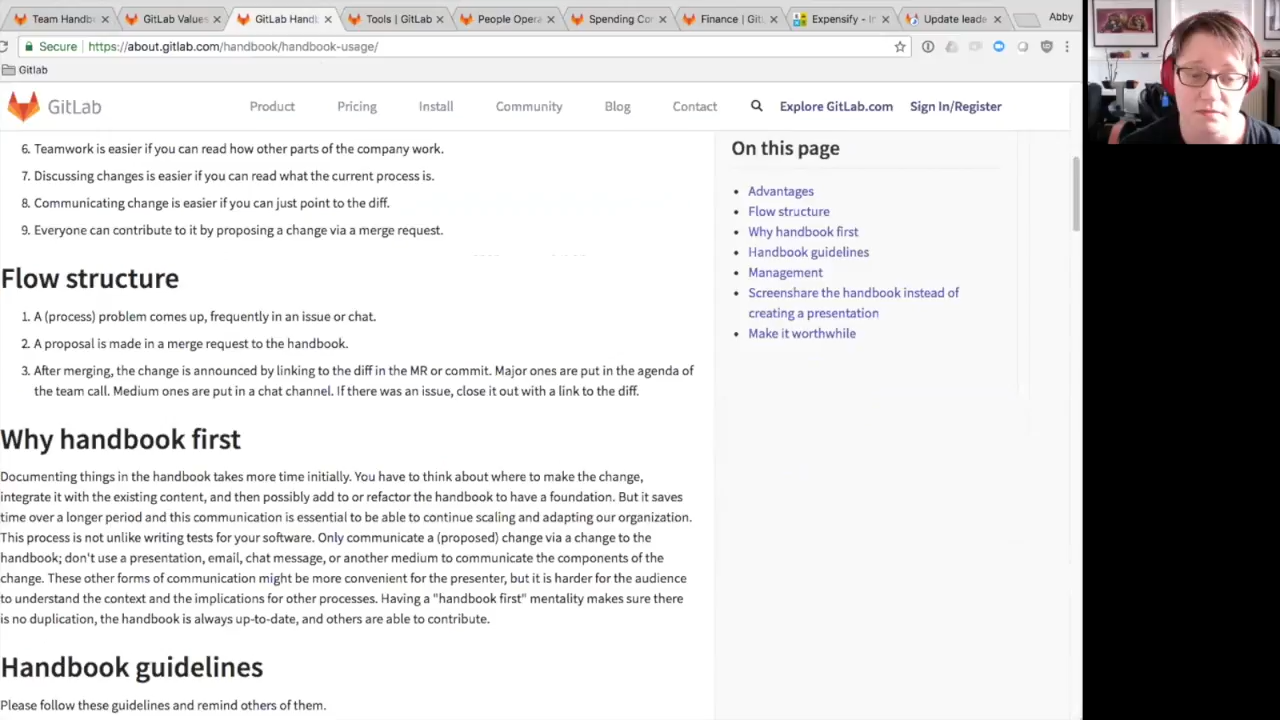 Team Handb
GitLab Values
GitLab Handb
Tools | GitLab
People Opera
Spending Co
Finance | Git
Expensify - In
Update leade
Abby
Secure
https://about.gitlab.com/handbook/handbook-usage/
Gitlab
GitLab
Product
Pricing
Install
Community
Blog
Contact
Explore GitLab.com
Sign In/Register
6. Teamwork is easier if you can read how other parts of the company work.
7. Discussing changes is easier if you can read what the current process is.
8. Communicating change is easier if you can just point to the diff.
9. Everyone can contribute to it by proposing a change via a merge request.
Flow structure
1. A (process) problem comes up, frequently in an issue or chat.
2. A proposal is made in a merge request to the handbook.
3. After merging, the change is announced by linking to the diff in the MR or commit. Major ones are put in the agenda of
the team call. Medium ones are put in a chat channel. If there was an issue, close it out with a link to the diff.
Why handbook first
Documenting things in the handbook takes more time initially. You have to think about where to make the change,
integrate it with the existing content, and then possibly add to or refactor the handbook to have a foundation. But it saves
time over a longer period and this communication is essential to be able to continue scaling and adapting our organization.
This process is not unlike writing tests for your software. Only communicate a (proposed) change via a change to the
handbook; don't use a presentation, email, chat message, or another medium to communicate the components of the
change. These other forms of communication might be more convenient for the presenter, but it is harder for the audience
to understand the context and the implications for other processes. Having a "handbook first" mentality makes sure there
is no duplication, the handbook is always up-to-date, and others are able to contribute.
Handbook guidelines
Please follow these guidelines and remind others of them.
On this page
Advantages
Flow structure
Why handbook first
Handbook guidelines
Management
Screenshare the handbook instead of
creating a presentation
Make it worthwhile